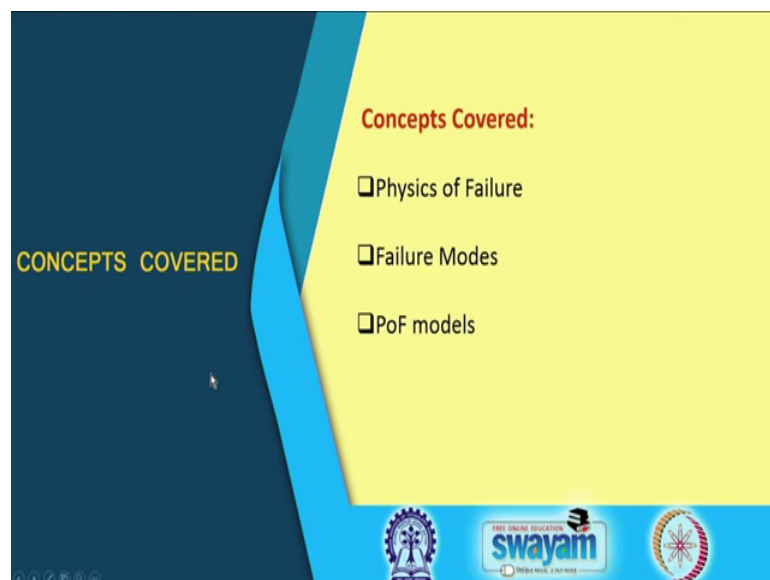 CONCEPTS COVERED
Concepts Covered:
Physics of Failure
Failure Modes
PoF models
FREE ONLINE EDUCATION
swayam